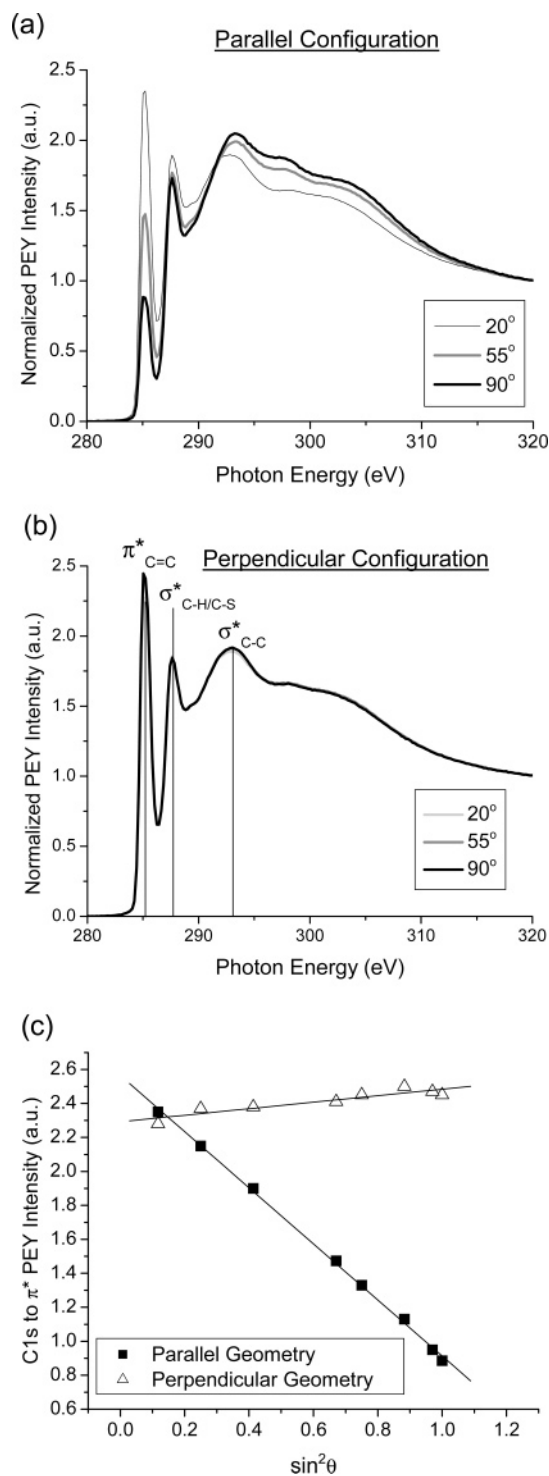 (a)
Parallel Configuration
Normalized PEY Intensity (a.u.)
2.5
2.0
1.5
1.0
0.5
0.0
20°
55°
90°
280 290 300 310 320
Photon Energy (eV)
(b)
π* C=C
Perpendicular Configuration
σ* C-H/C-S
σ* C-C
Normalized PEY Intensity (a.u.)
2.5
2.0
1.5
1.0
0.5
0.0
20°
55°
90°
280 290 300 310 320
Photon Energy (eV)
(c)
C1s to π* PEY Intensity (a.u.)
2.6
2.4
2.2
2.0
1.8
1.6
1.4
1.2
1.0
0.8
0.6
Parallel Geometry
Perpendicular Geometry
0.0 0.2 0.4 0.6 0.8 1.0 1.2
sin²θ